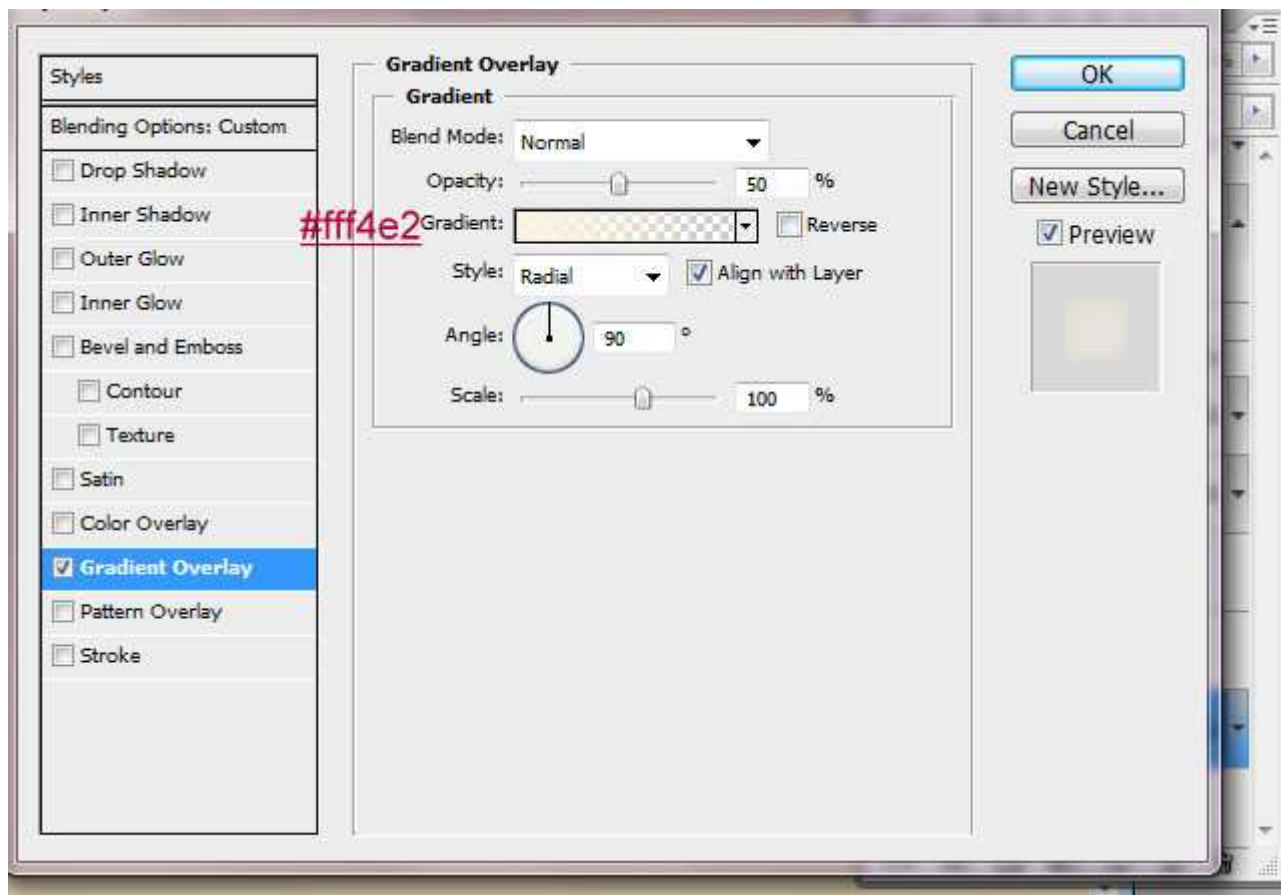 Styles
Blending Options: Custom
Drop Shadow
Inner Shadow
Outer Glow
Inner Glow
Bevel and Emboss
Contour
Texture
Satin
Color Overlay
Gradient Overlay
Pattern Overlay
Stroke
Gradient Overlay
Gradient
Blend Mode: Normal
Opacity: 50 %
#fff4e2 Gradient: Reverse
Style: Radial Align with Layer
Angle: 90 °
Scale: 100 %
OK
Cancel
New Style...
Preview